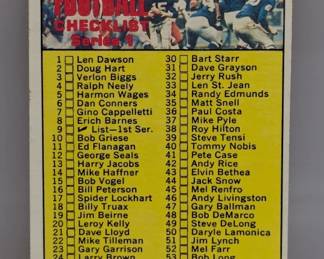 FOOTBALL
CHECKLIST
Series 1
1 Len Dawson
2 Doug Hart
3 Verlon Biggs
4 Ralph Neely
5 Harmon Wages
6 Dan Conners
7 Gino Cappelletti
8 Erich Barnes
9 List—1st Ser.
10 Bob Griese
11 Ed Flanagan
12 George Seals
13 Harry Jacobs
14 Mike Haffner
15 Bob Vogel
16 Bill Peterson
17 Spider Lockhart
18 Billy Truax
19 Jim Beirne
20 Leroy Kelly
21 Dave Lloyd
22 Mike Tilleman
23 Gary Garrison
24 Larry Brown
30 Bart Starr
31 Dave Grayson
32 Jerry Rush
33 Len St. Jean
34 Randy Edmunds
35 Matt Snell
36 Paul Costa
37 Mike Pyle
38 Roy Hilton
39 Steve Tensi
40 Tommy Nobis
41 Pete Case
42 Andy Rice
43 Elvin Bethea
44 Jack Snow
45 Mel Renfro
46 Andy Livingston
47 Gary Ballman
48 Bob DeMarco
49 Steve DeLong
50 Daryle Lamonica
51 Jim Lynch
52 Mel Farr
53 Bob Long